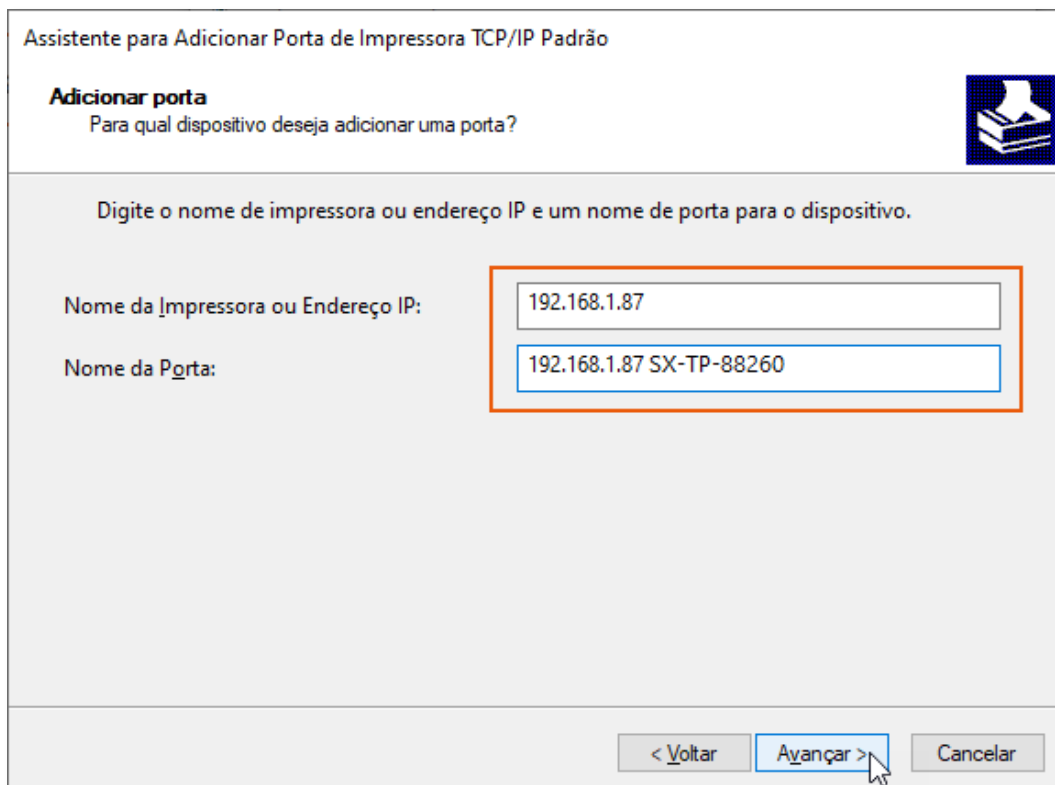 Assistente para Adicionar Porta de Impressora TCP/IP Padrão
Adicionar porta
Para qual dispositivo deseja adicionar uma porta?
Digite o nome de impressora ou endereço IP e um nome de porta para o dispositivo.
Nome da Impressora ou Endereço IP: 192.168.1.87
Nome da Porta: 192.168.1.87 SX-TP-88260
< Voltar Avançar > Cancelar